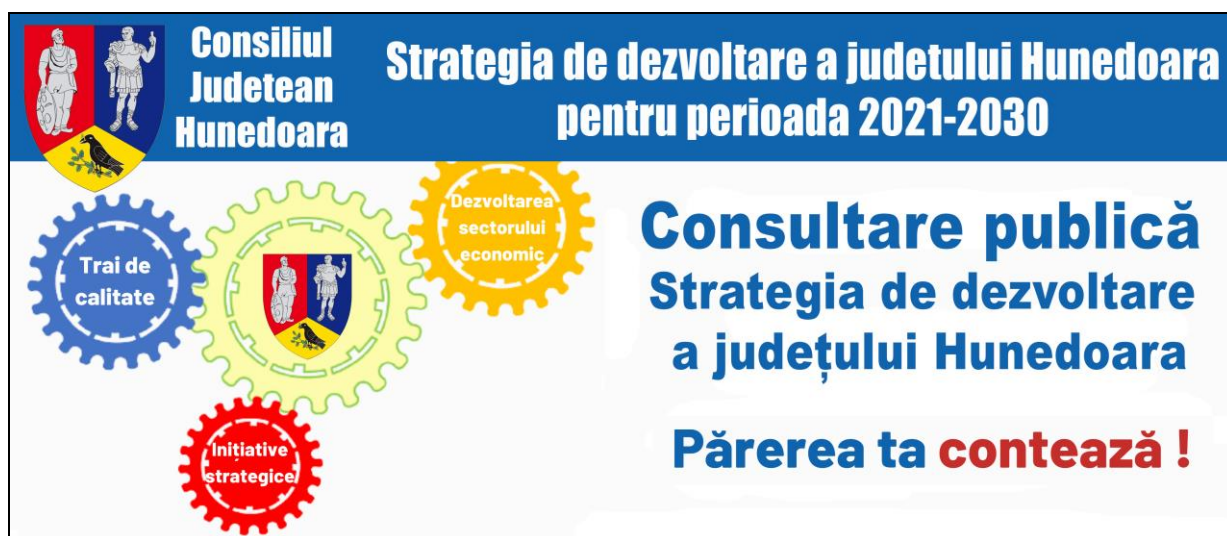 Consiliul
Judetean
Hunedoara
Strategia de dezvoltare a judetului Hunedoara
pentru perioada 2021-2030
Dezvoltarea
sectorului
economic
Trai de
calitate
Inițiative
strategice
Consultare publică
Strategia de dezvoltare
a județului Hunedoara
Părerea ta contează !